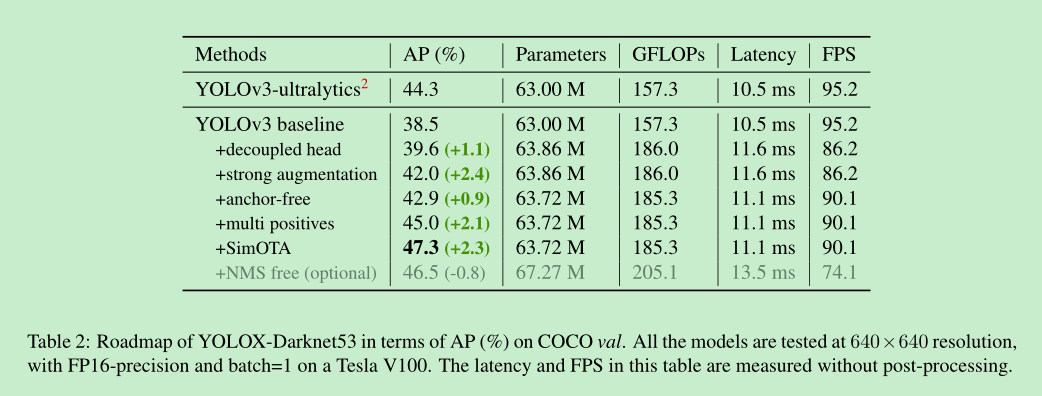 Methods AP (%) Parameters GFLOPs Latency FPS
YOLOv3-ultralytics2 44.3 63.00 M 157.3 10.5 ms 95.2
YOLOv3 baseline 38.5 63.00 M 157.3 10.5 ms 95.2
+decoupled head 39.6 (+1.1) 63.86 M 186.0 11.6 ms 86.2
+strong augmentation 42.0 (+2.4) 63.86 M 186.0 11.6 ms 86.2
+anchor-free 42.9 (+0.9) 63.72 M 185.3 11.1 ms 90.1
+multi positives 45.0 (+2.1) 63.72 M 185.3 11.1 ms 90.1
+SimOTA 47.3 (+2.3) 63.72 M 185.3 11.1 ms 90.1
+NMS free (optional) 46.5 (-0.8) 67.27 M 205.1 13.5 ms 74.1
Table 2: Roadmap of YOLOX-Darknet53 in terms of AP (%) on COCO val. All the models are tested at 640×640 resolution,
with FP16-precision and batch=1 on a Tesla V100. The latency and FPS in this table are measured without post-processing.